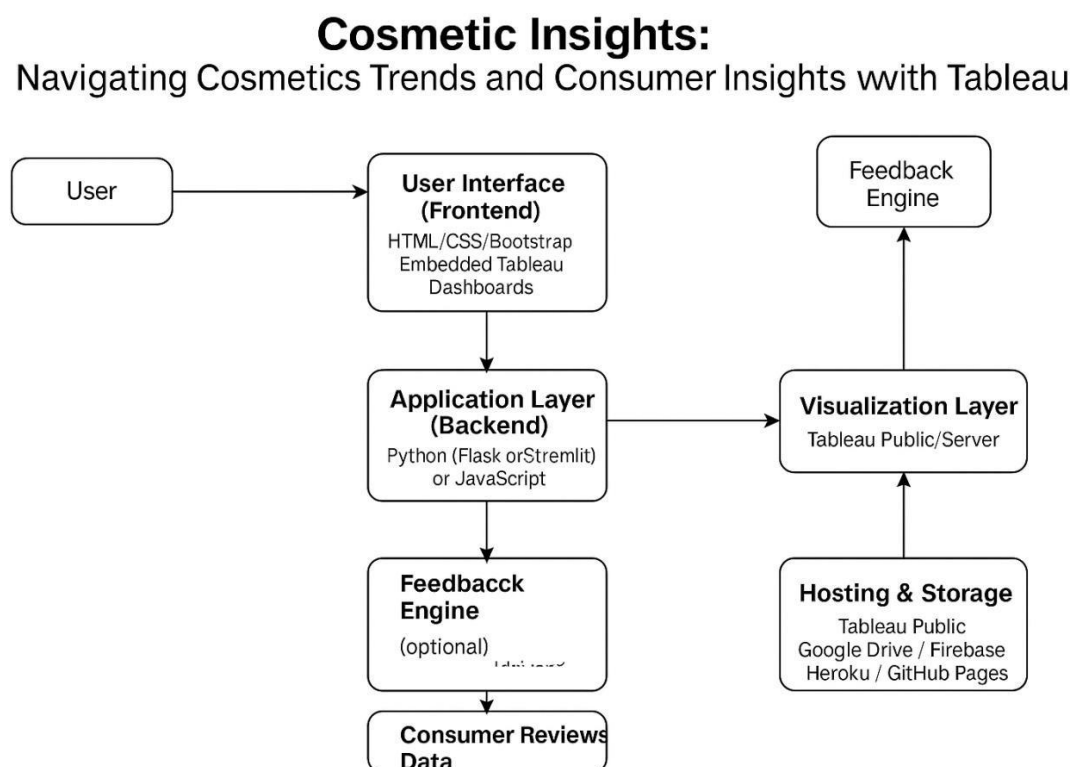 Cosmetic Insights:
Navigating Cosmetics Trends and Consumer Insights with Tableau
User
User Interface
(Frontend)
HTML/CSS/Bootstrap
Embedded Tableau
Dashboards
Feedback
Engine
Application Layer
(Backend)
Python (Flask orStremlit)
or JavaScript
Visualization Layer
Tableau Public/Server
Feedbacck
Engine
(optional)
Hosting & Storage
Tableau Public
Google Drive / Firebase
Heroku / GitHub Pages
Consumer Reviews
Data